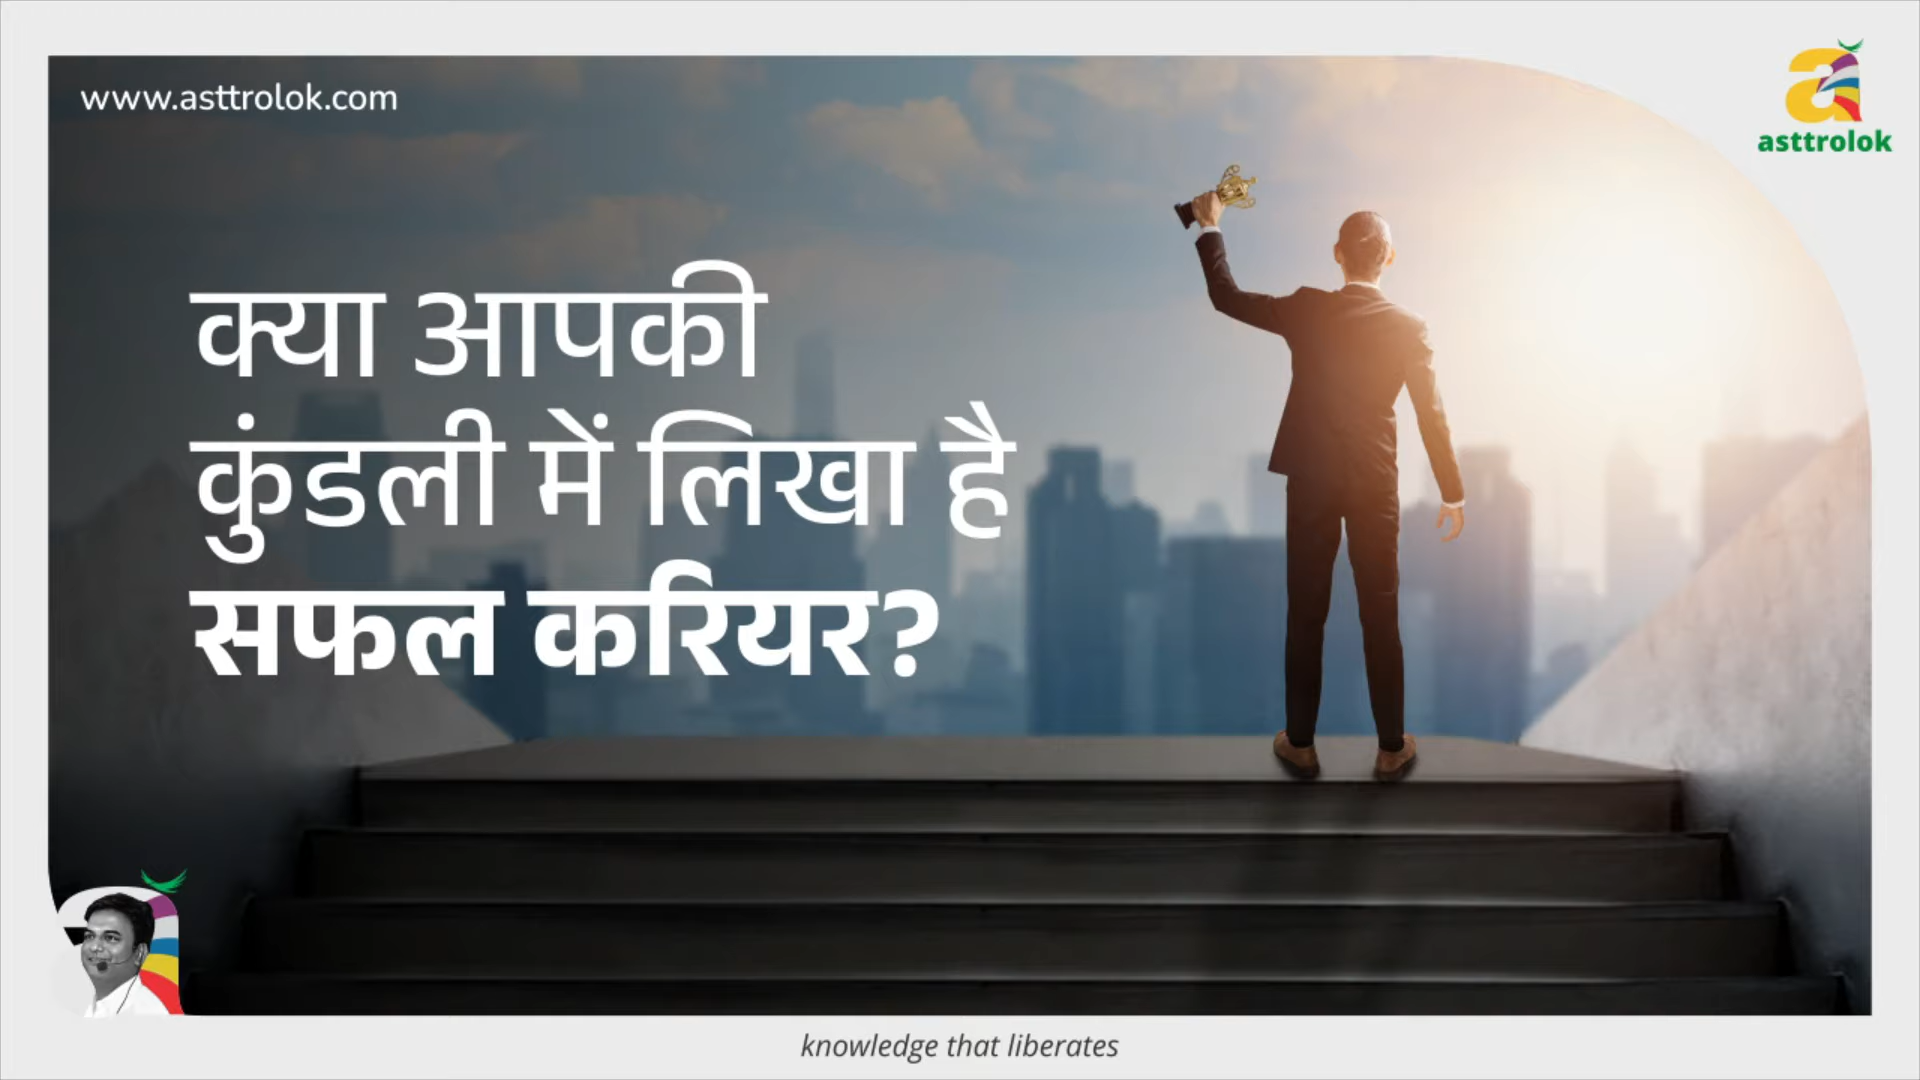 www.asttrolok.com
asttrolok
क्या आपकी
कुंडली में लिखा है
सफल करियर?
knowledge that liberates